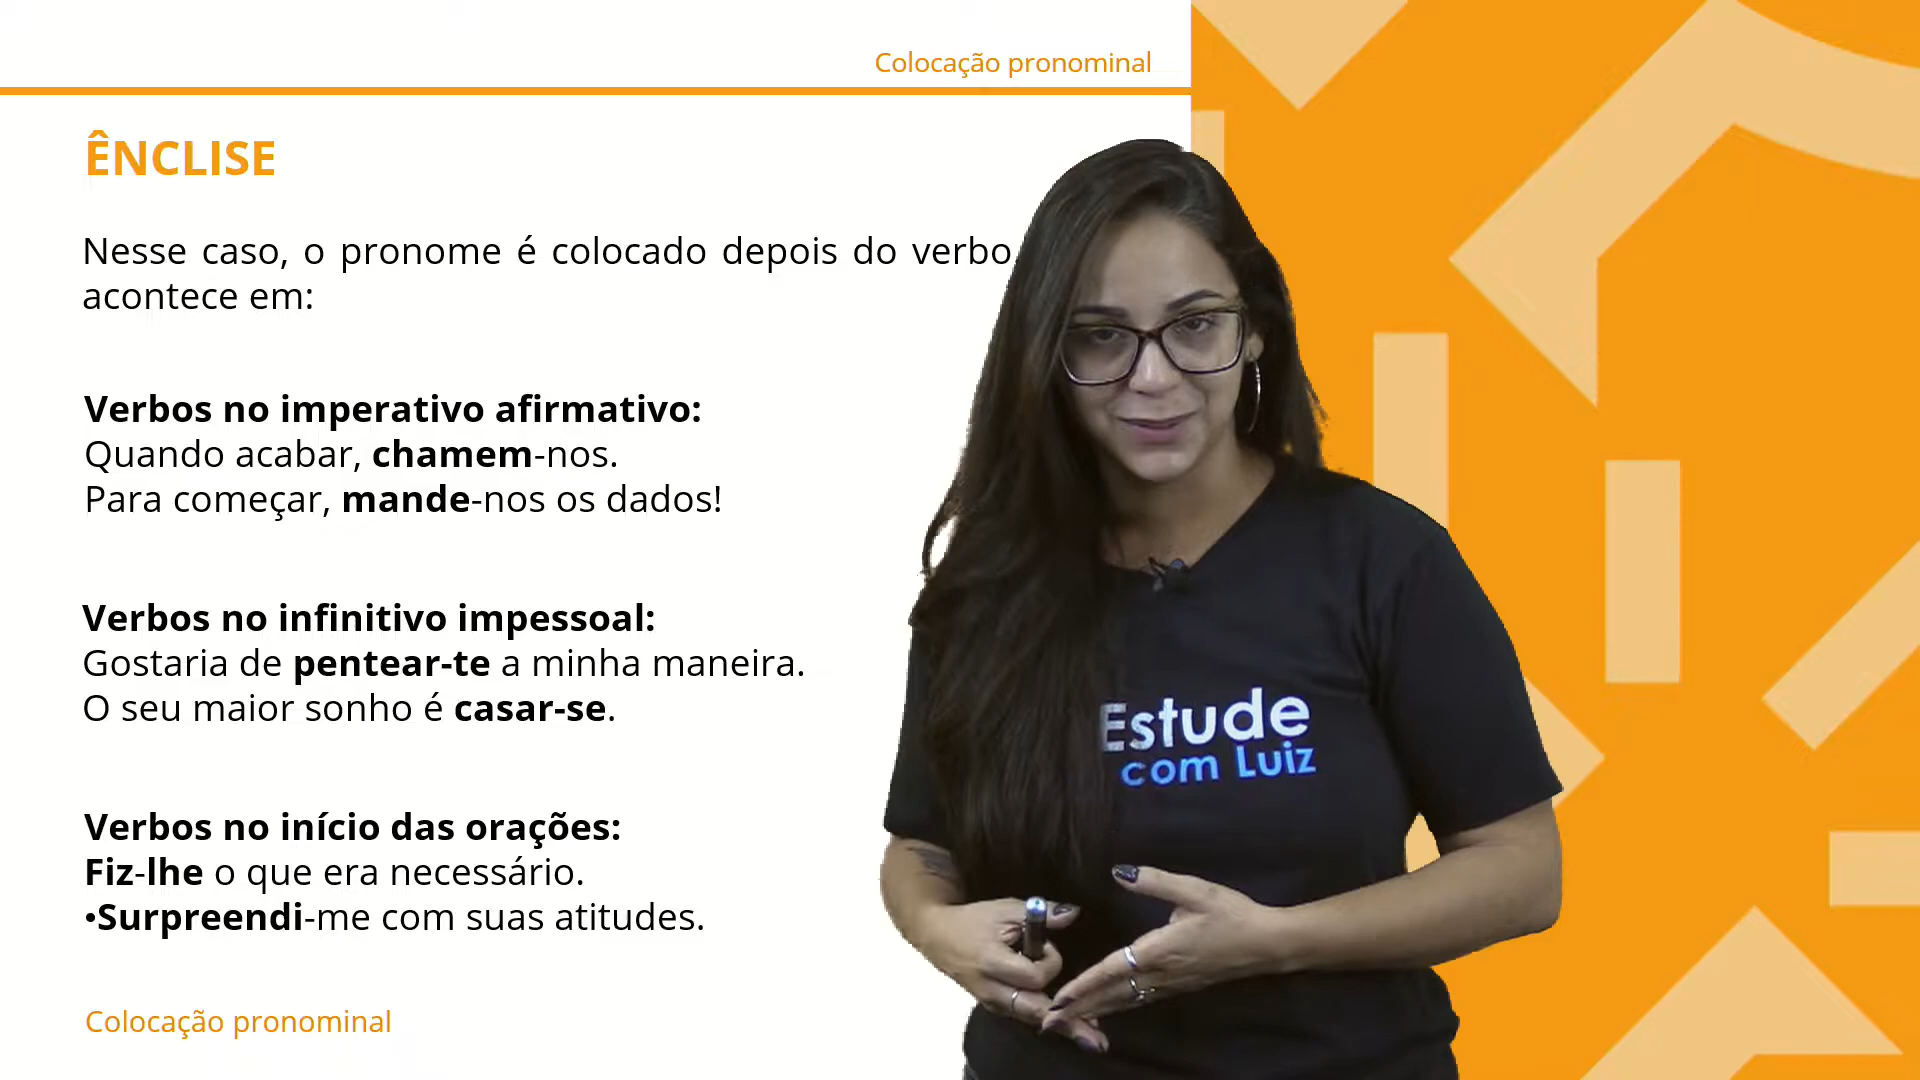 Colocação pronominal
ÊNCLISE
Nesse caso, o pronome é colocado depois do verbo
acontece em:
Verbos no imperativo afirmativo:
Quando acabar, chamem-nos.
Para começar, mande-nos os dados!
Verbos no infinitivo impessoal:
Gostaria de pentear-te a minha maneira.
O seu maior sonho é casar-se.
Verbos no início das orações:
Fiz-lhe o que era necessário.
•Surpreendi-me com suas atitudes.
Colocação pronominal
Estude
com Luiz